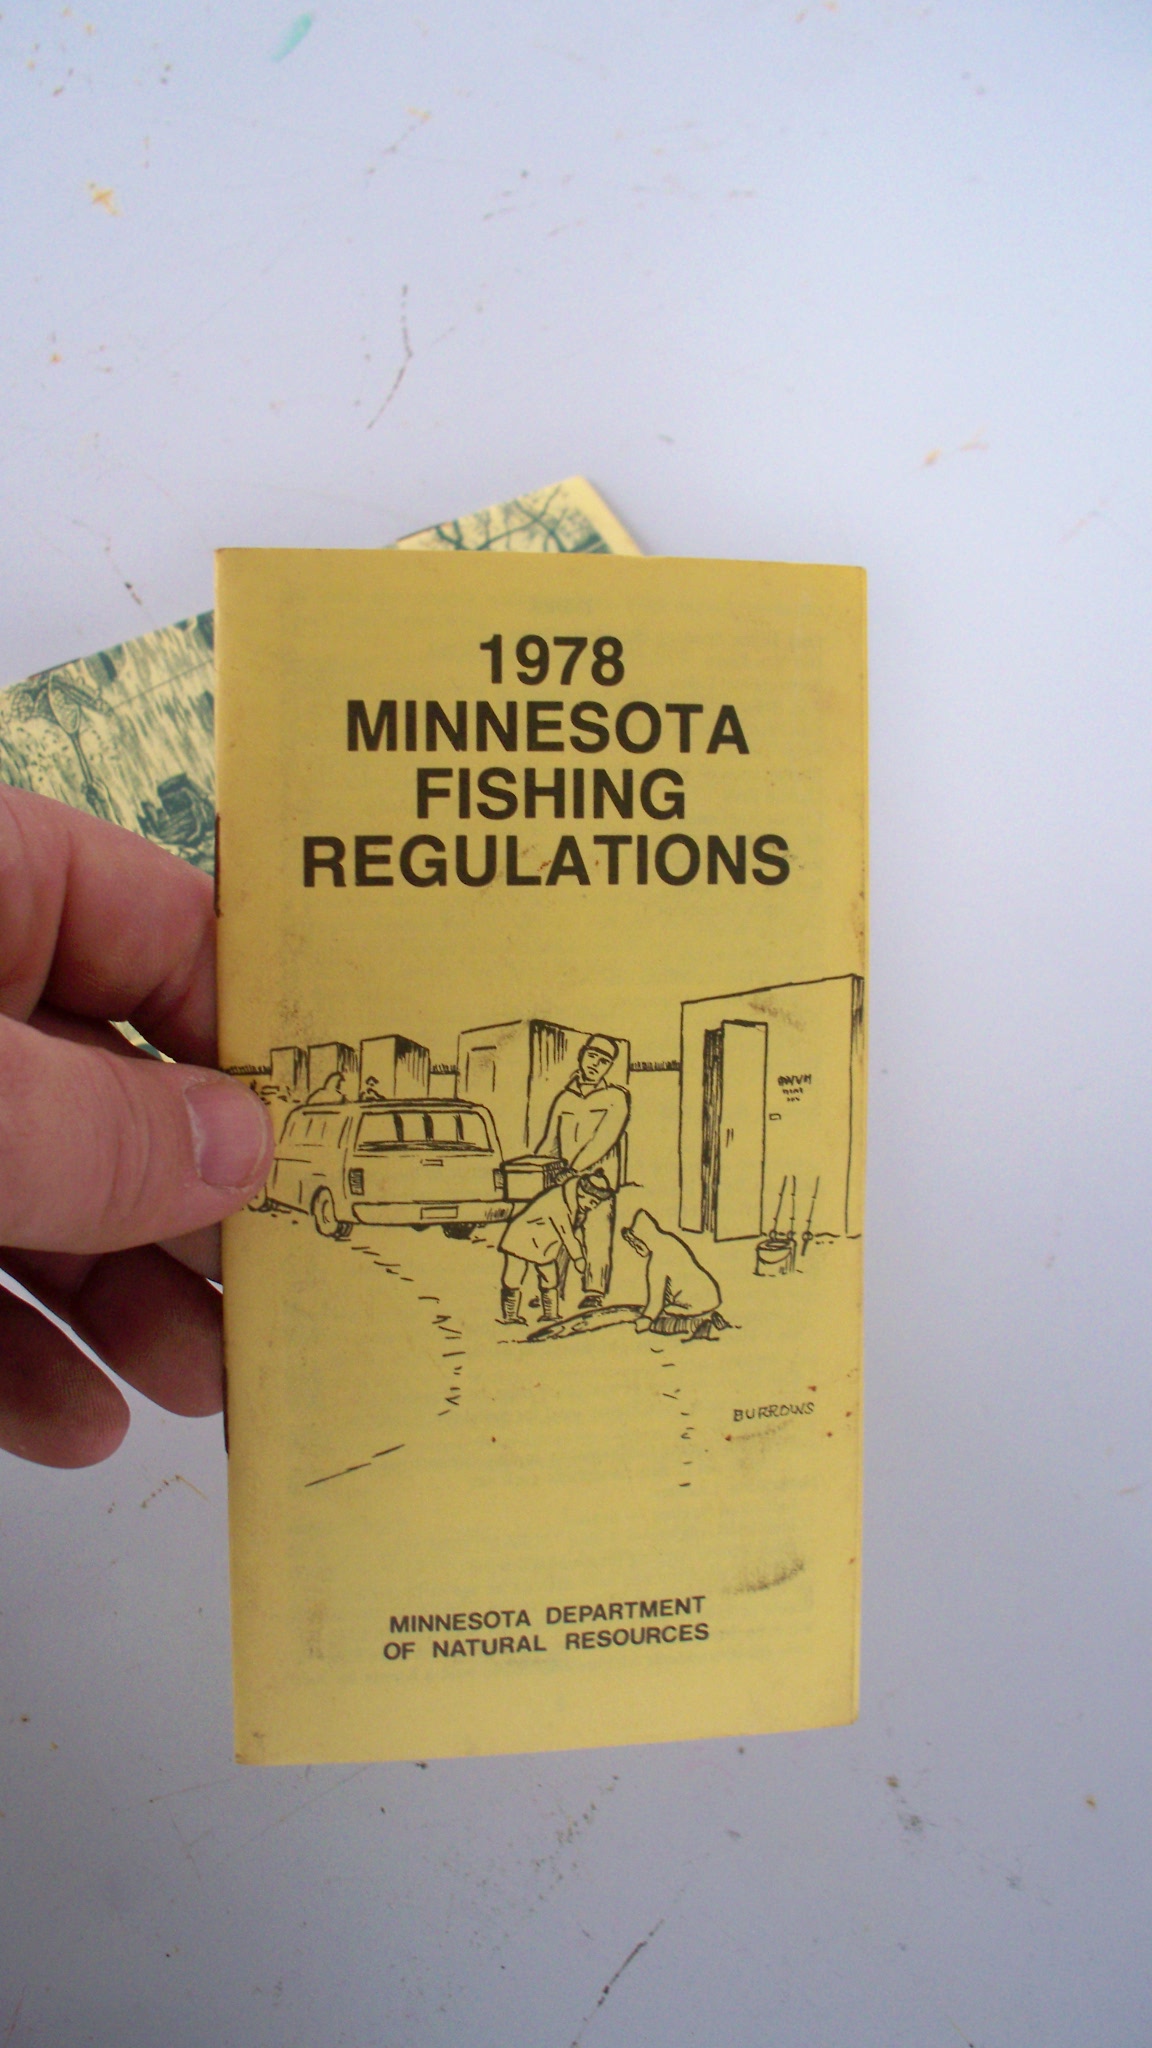 1978
MINNESOTA
FISHING
REGULATIONS
BURROWS
MINNESOTA DEPARTMENT
OF NATURAL RESOURCES